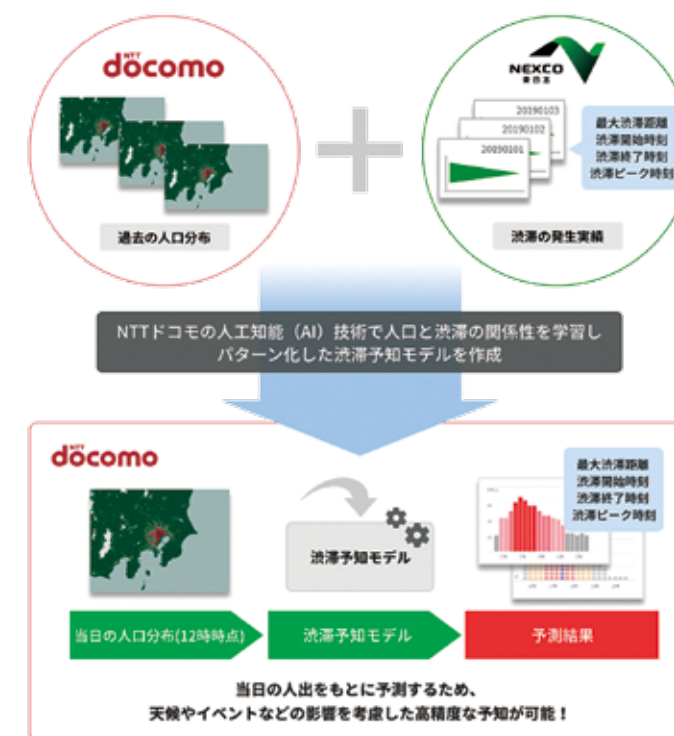 NTT
döcomo
NEXCO
東日本
20190103
20190102
20190101
最大渋滞距離
渋滞開始時刻
渋滞終了時刻
渋滞ピーク時刻
過去の人口分布
渋滞の発生実績
NTTドコモの人工知能(AI)技術で人口と渋滞の関係性を学習し
パターン化した渋滞予知モデルを作成
NTT
döcomo
最大渋滞距離
渋滞開始時刻
渋滞終了時刻
渋滞ピーク時刻
渋滞予知モデル
当日の人口分布(12時時点)
渋滞予知モデル
予測結果
当日の人出をもとに予測するため、
天候やイベントなどの影響を考慮した高精度な予知が可能！